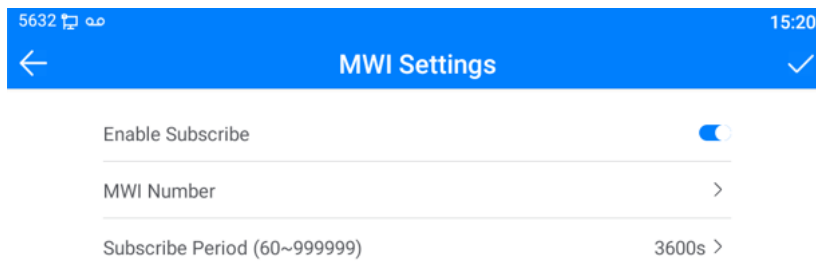 5632 15:20
MWI Settings
Enable Subscribe
MWI Number
Subscribe Period (60~999999) 3600s